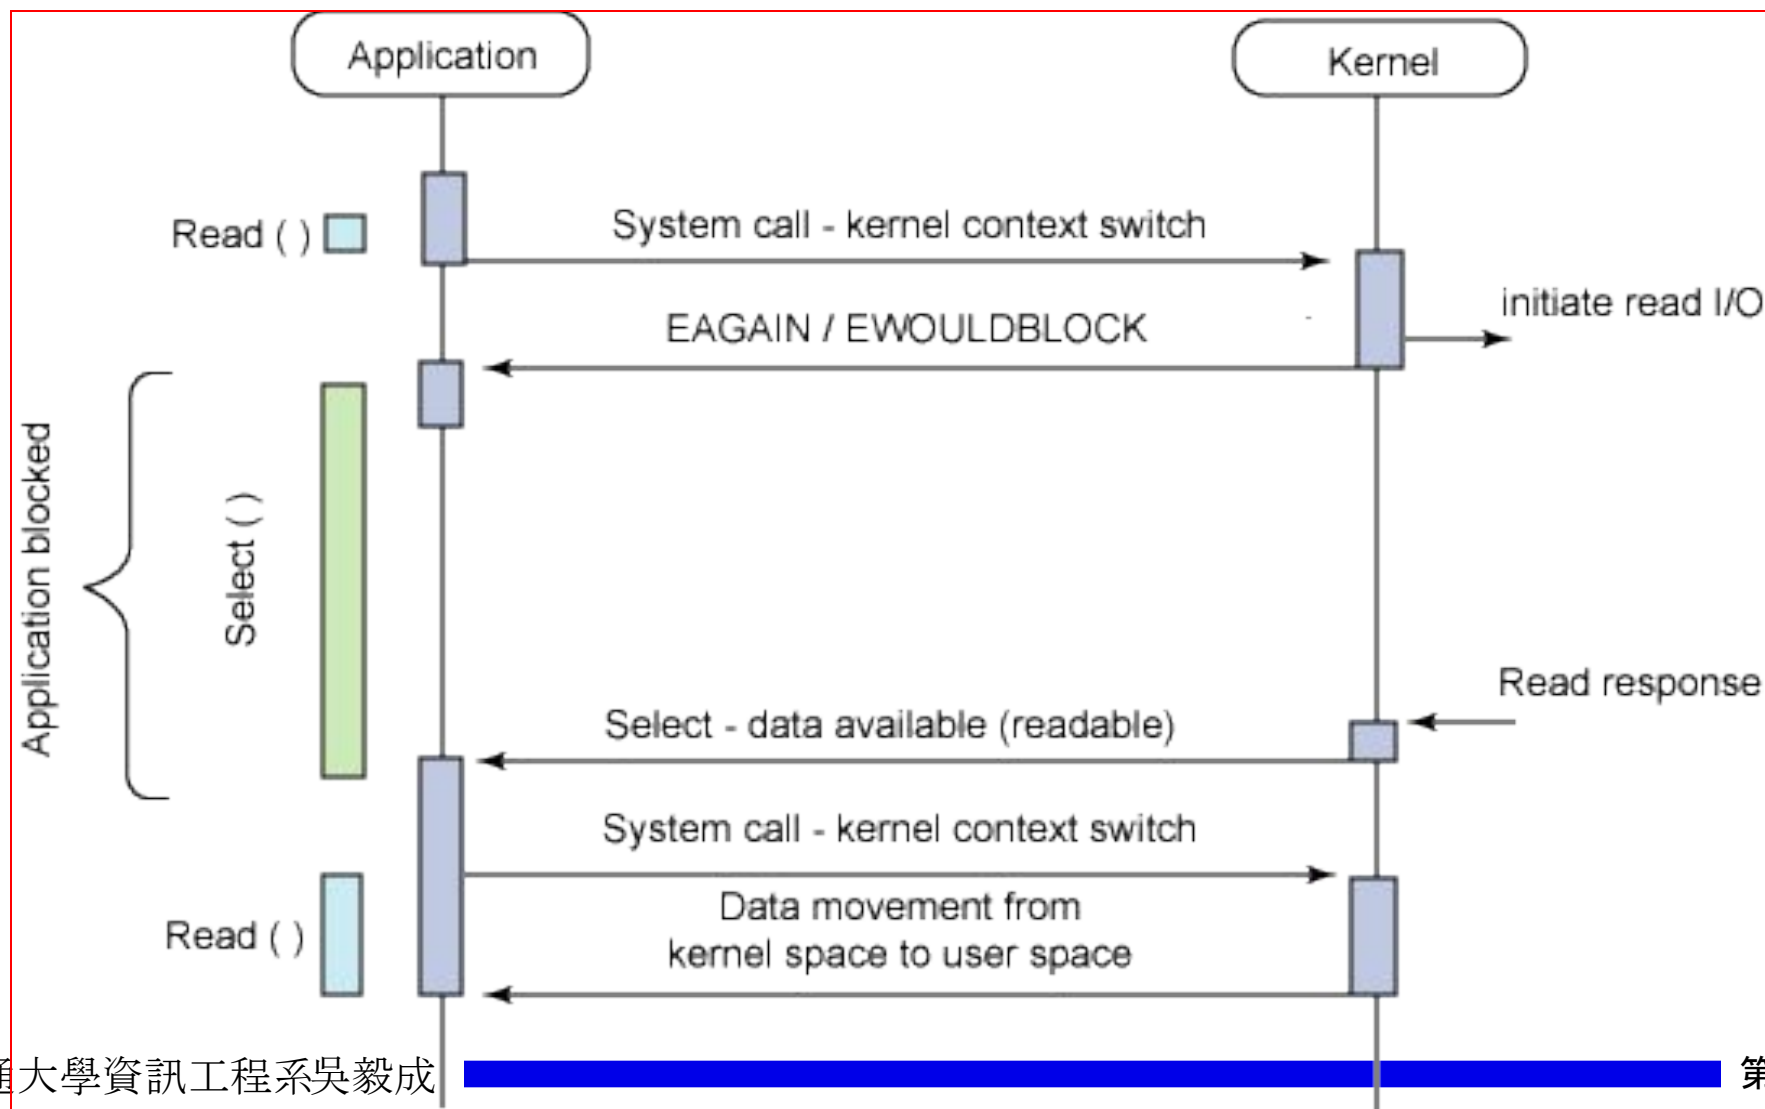 Application
Kernel
Read ( )
System call - kernel context switch
initiate read I/O
EAGAIN / EWOULDBLOCK
Application blocked
Select ( )
Read response
Select - data available (readable)
System call - kernel context switch
Read ( )
Data movement from
kernel space to user space
通大學資訊工程系吳毅成
第